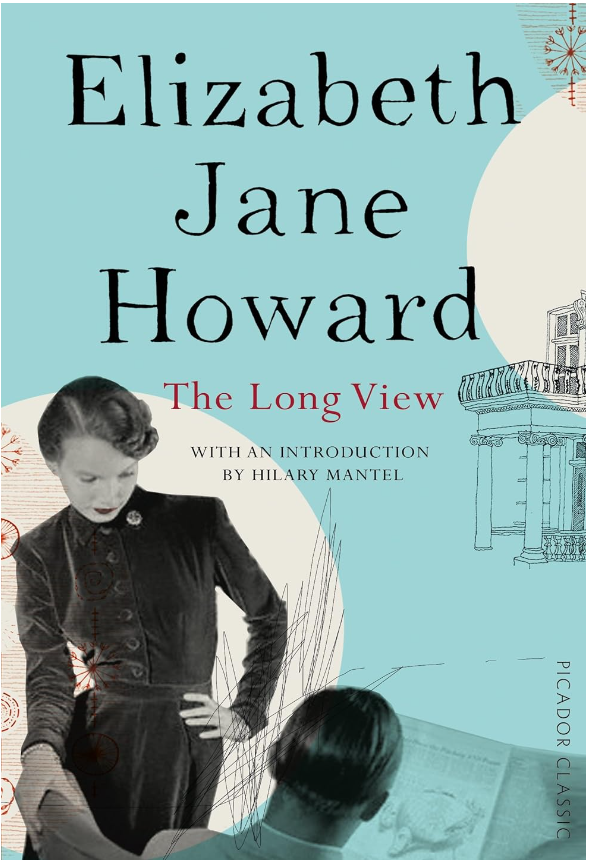 Elizabeth
Jane
Howard
The Long View
WITH AN INTRODUCTION
BY HILARY MANTEL
PICADOR CLASSIC